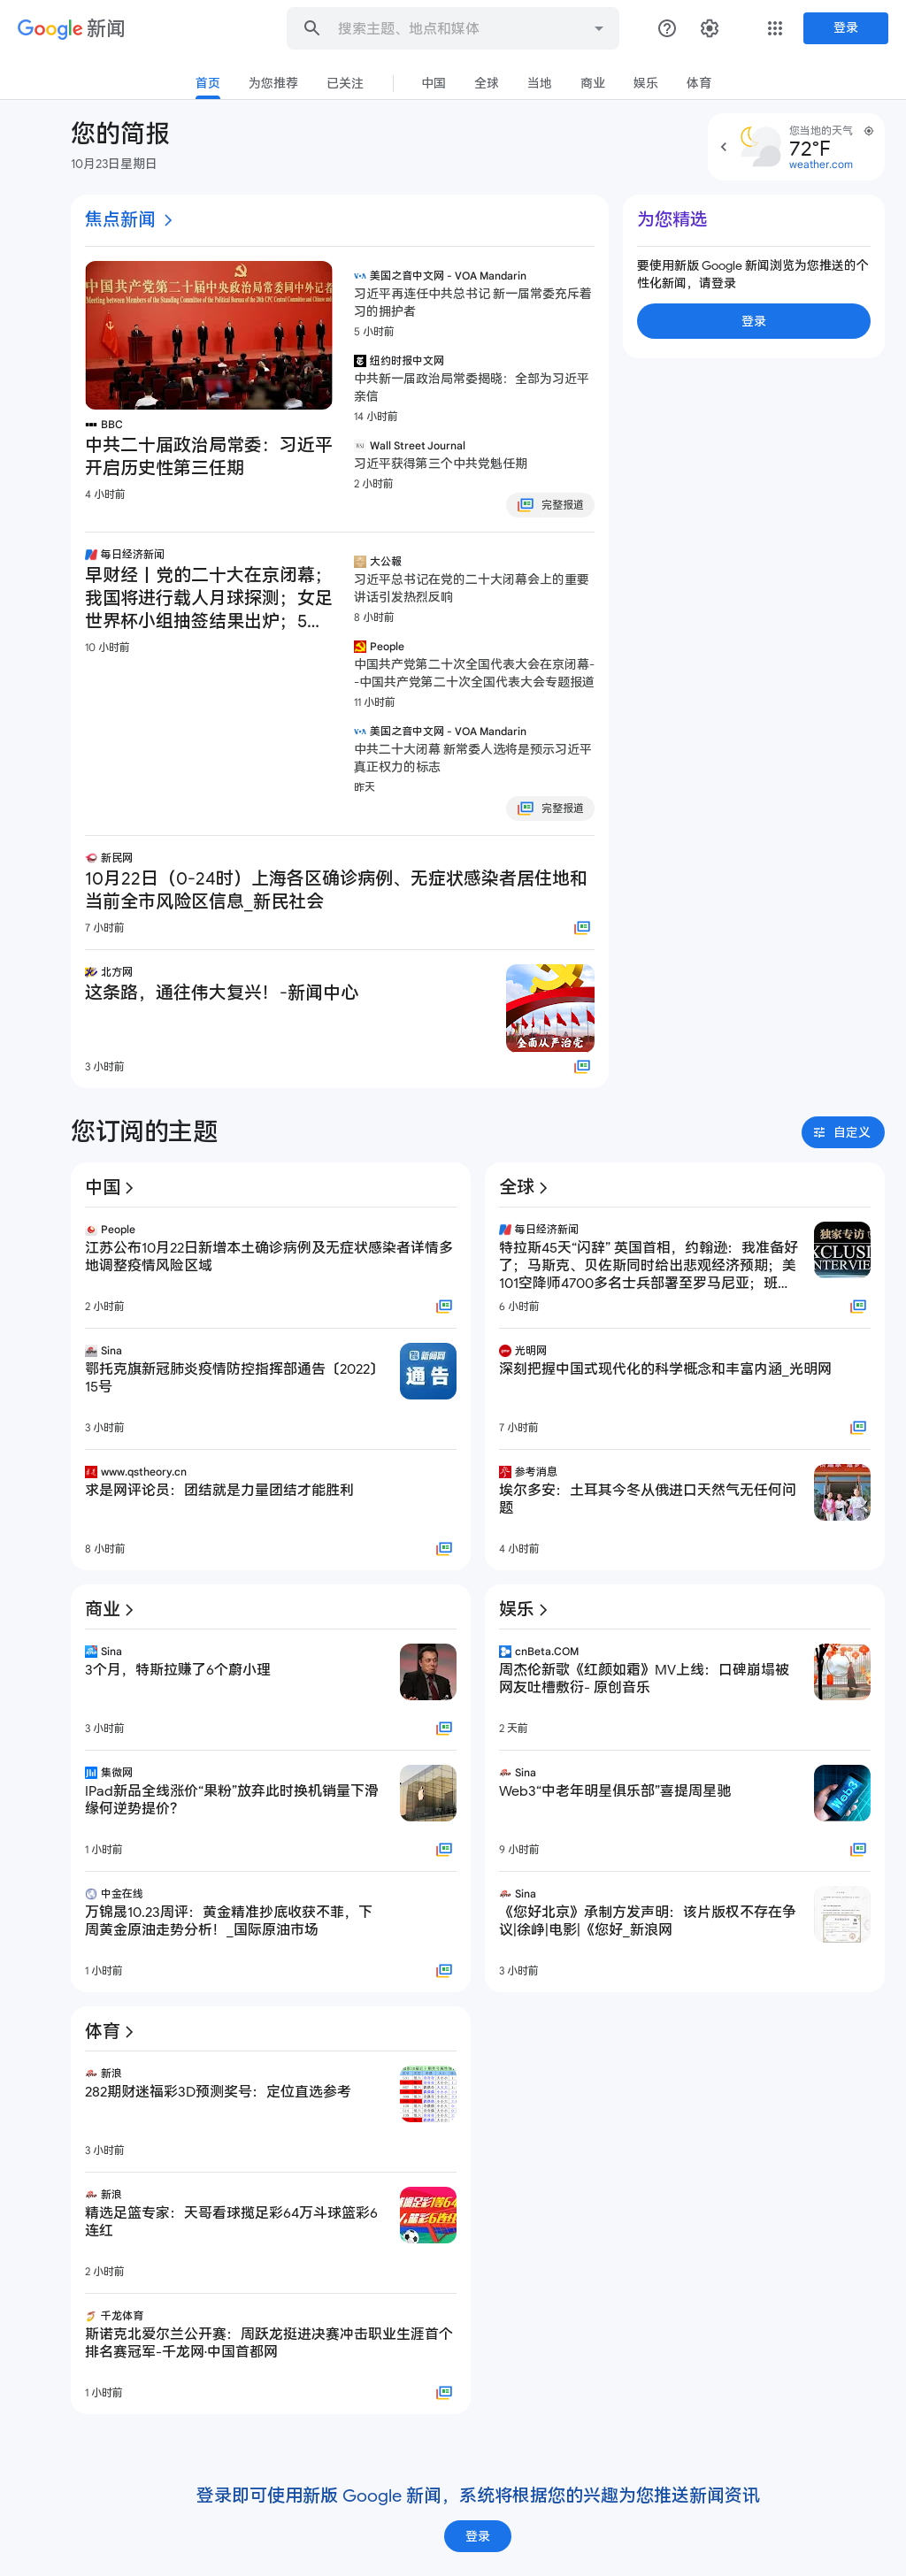 Google 新闻
搜索主题、地点和媒体
登录
首页
为您推荐
已关注
中国
全球
当地
商业
娱乐
体育
您的简报
10月23日星期日
您当地的天气
72°F
weather.com
焦点新闻
中国共产党第二十届中央政治局常委同中外记者
BBC
中共二十届政治局常委：习近平
开启历史性第三任期
4 小时前
美国之音中文网 - VOA Mandarin
习近平再连任中共总书记 新一届常委充斥着
习的拥护者
5 小时前
纽约时报中文网
中共新一届政治局常委揭晓：全部为习近平
亲信
14 小时前
Wall Street Journal
习近平获得第三个中共党魁任期
2 小时前
完整报道
每日经济新闻
早财经丨党的二十大在京闭幕；
我国将进行载人月球探测；女足
世界杯小组抽签结果出炉；5...
10 小时前
大公報
习近平总书记在党的二十大闭幕会上的重要
讲话引发热烈反响
8 小时前
People
中国共产党第二十次全国代表大会在京闭幕-
-中国共产党第二十次全国代表大会专题报道
11 小时前
美国之音中文网 - VOA Mandarin
中共二十大闭幕 新常委人选将是预示习近平
真正权力的标志
昨天
完整报道
新民网
10月22日（0-24时）上海各区确诊病例、无症状感染者居住地和
当前全市风险区信息_新民社会
7 小时前
北方网
这条路，通往伟大复兴！-新闻中心
全面从严治党
3 小时前
为您精选
要使用新版 Google 新闻浏览为您推送的个
性化新闻，请登录
登录
您订阅的主题
自定义
中国
People
江苏公布10月22日新增本土确诊病例及无症状感染者详情多
地调整疫情风险区域
2 小时前
Sina
鄂托克旗新冠肺炎疫情防控指挥部通告〔2022〕
15号
新闻网
通告
3 小时前
www.qstheory.cn
求是网评论员：团结就是力量团结才能胜利
8 小时前
全球
每日经济新闻
特拉斯45天“闪辞” 英国首相，约翰逊：我准备好
了；马斯克、贝佐斯同时给出悲观经济预期；美
101空降师4700多名士兵部署至罗马尼亚；班...
独家专访
EXCLUSI
INTERVIE
6 小时前
光明网
深刻把握中国式现代化的科学概念和丰富内涵_光明网
7 小时前
参考消息
埃尔多安：土耳其今冬从俄进口天然气无任何问
题
4 小时前
商业
Sina
3个月，特斯拉赚了6个蔚小理
3 小时前
集微网
IPad新品全线涨价“果粉”放弃此时换机销量下滑
缘何逆势提价？
1 小时前
中金在线
万锦晟10.23周评：黄金精准抄底收获不菲，下
周黄金原油走势分析！_国际原油市场
1 小时前
娱乐
cnBeta.COM
周杰伦新歌《红颜如霜》MV上线：口碑崩塌被
网友吐槽敷衍- 原创音乐
2 天前
Sina
Web3“中老年明星俱乐部”喜提周星驰
Web3
9 小时前
Sina
《您好北京》承制方发声明：该片版权不存在争
议|徐峥|电影|《您好_新浪网
3 小时前
体育
新浪
282期财迷福彩3D预测奖号：定位直选参考
3 小时前
新浪
精选足篮专家：天哥看球揽足彩64万斗球篮彩6
连红
2 小时前
千龙体育
斯诺克北爱尔兰公开赛：周跃龙挺进决赛冲击职业生涯首个
排名赛冠军-千龙网·中国首都网
1 小时前
登录即可使用新版 Google 新闻，系统将根据您的兴趣为您推送新闻资讯
登录